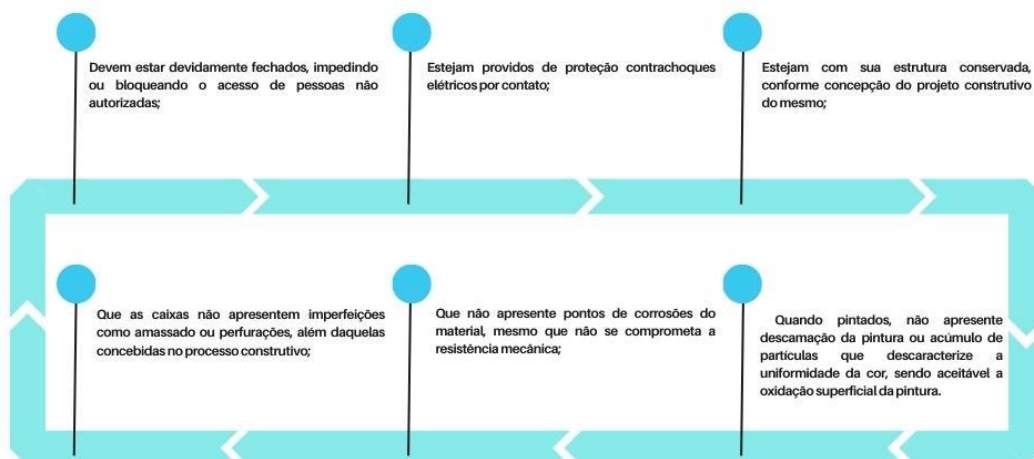 Devem estar devidamente fechados, impedindo
ou bloqueando o acesso de pessoas não
autorizadas;
Estejam providos de proteção contrachoques
elétricos por contato;
Estejam com sua estrutura conservada,
conforme concepção do projeto construtivo
do mesmo;
Que as caixas não apresentem imperfeições
como amassado ou perfurações, além daquelas
concebidas no processo construtivo;
Que não apresente pontos de corrosões do
material, mesmo que não se comprometa a
resistência mecânica;
Quando pintados, não apresente
descamação da pintura ou acúmulo de
partículas que descaracterize a
uniformidade da cor, sendo aceitável a
oxidação superficial da pintura.